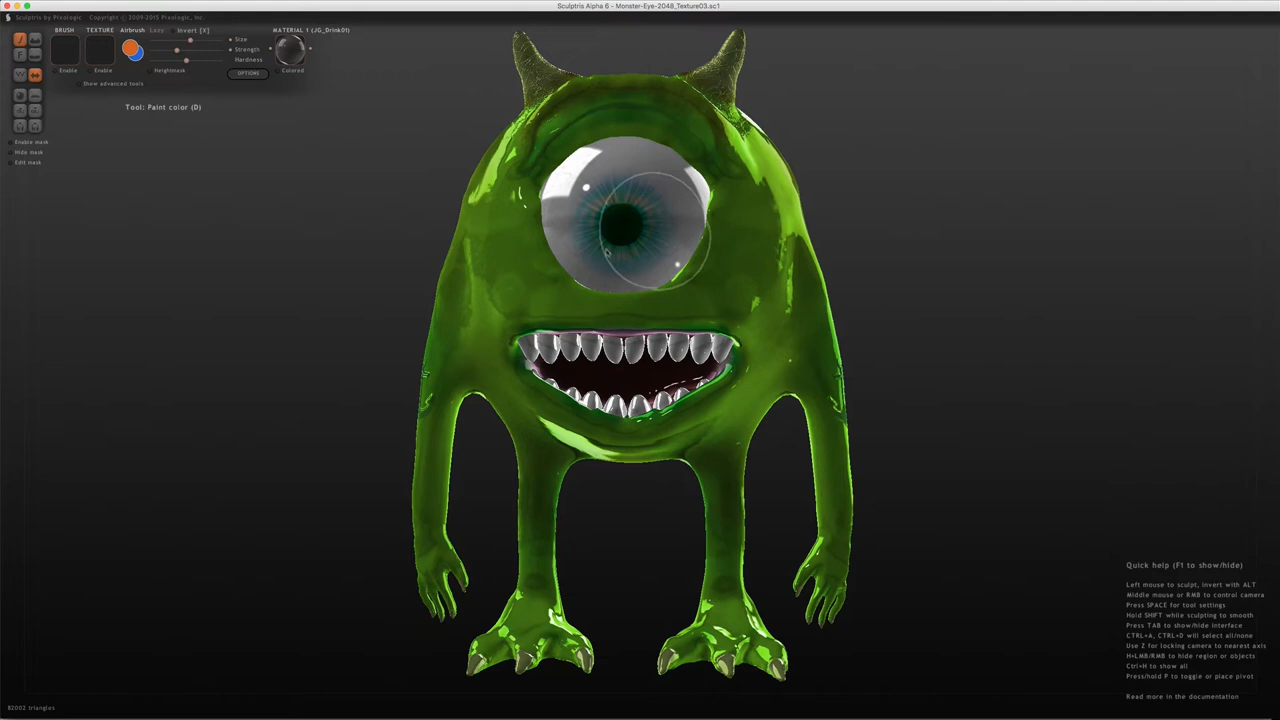 Sculptris Alpha 6 - Monster-Eye-2048_Texture03.sc1
Sculptris by Pixologic Copyright © 2009-2015 Pixologic, Inc.
BRUSH TEXTURE Airbrush Lazy Invert [X] MATERIAL 1 (JG_Drink01)
Size
Strength
Hardness
Enable Enable Heightmask OPTIONS Colored
Show advanced tools
Tool: Paint color (D)
F
Enable mask
Hide mask
Edit mask
Quick help (F1 to show/hide)
Left mouse to sculpt, invert with ALT
Middle mouse or RMB to control camera
Press SPACE for tool settings
Hold SHIFT while sculpting to smooth
Press TAB to show/hide interface
CTRL+A, CTRL+D will select all/none
Use Z for locking camera to nearest axis
H+LMB/RMB to hide region or objects
Ctrl+H to show all
Press/hold P to toggle or place pivot
Read more in the documentation
82002 triangles